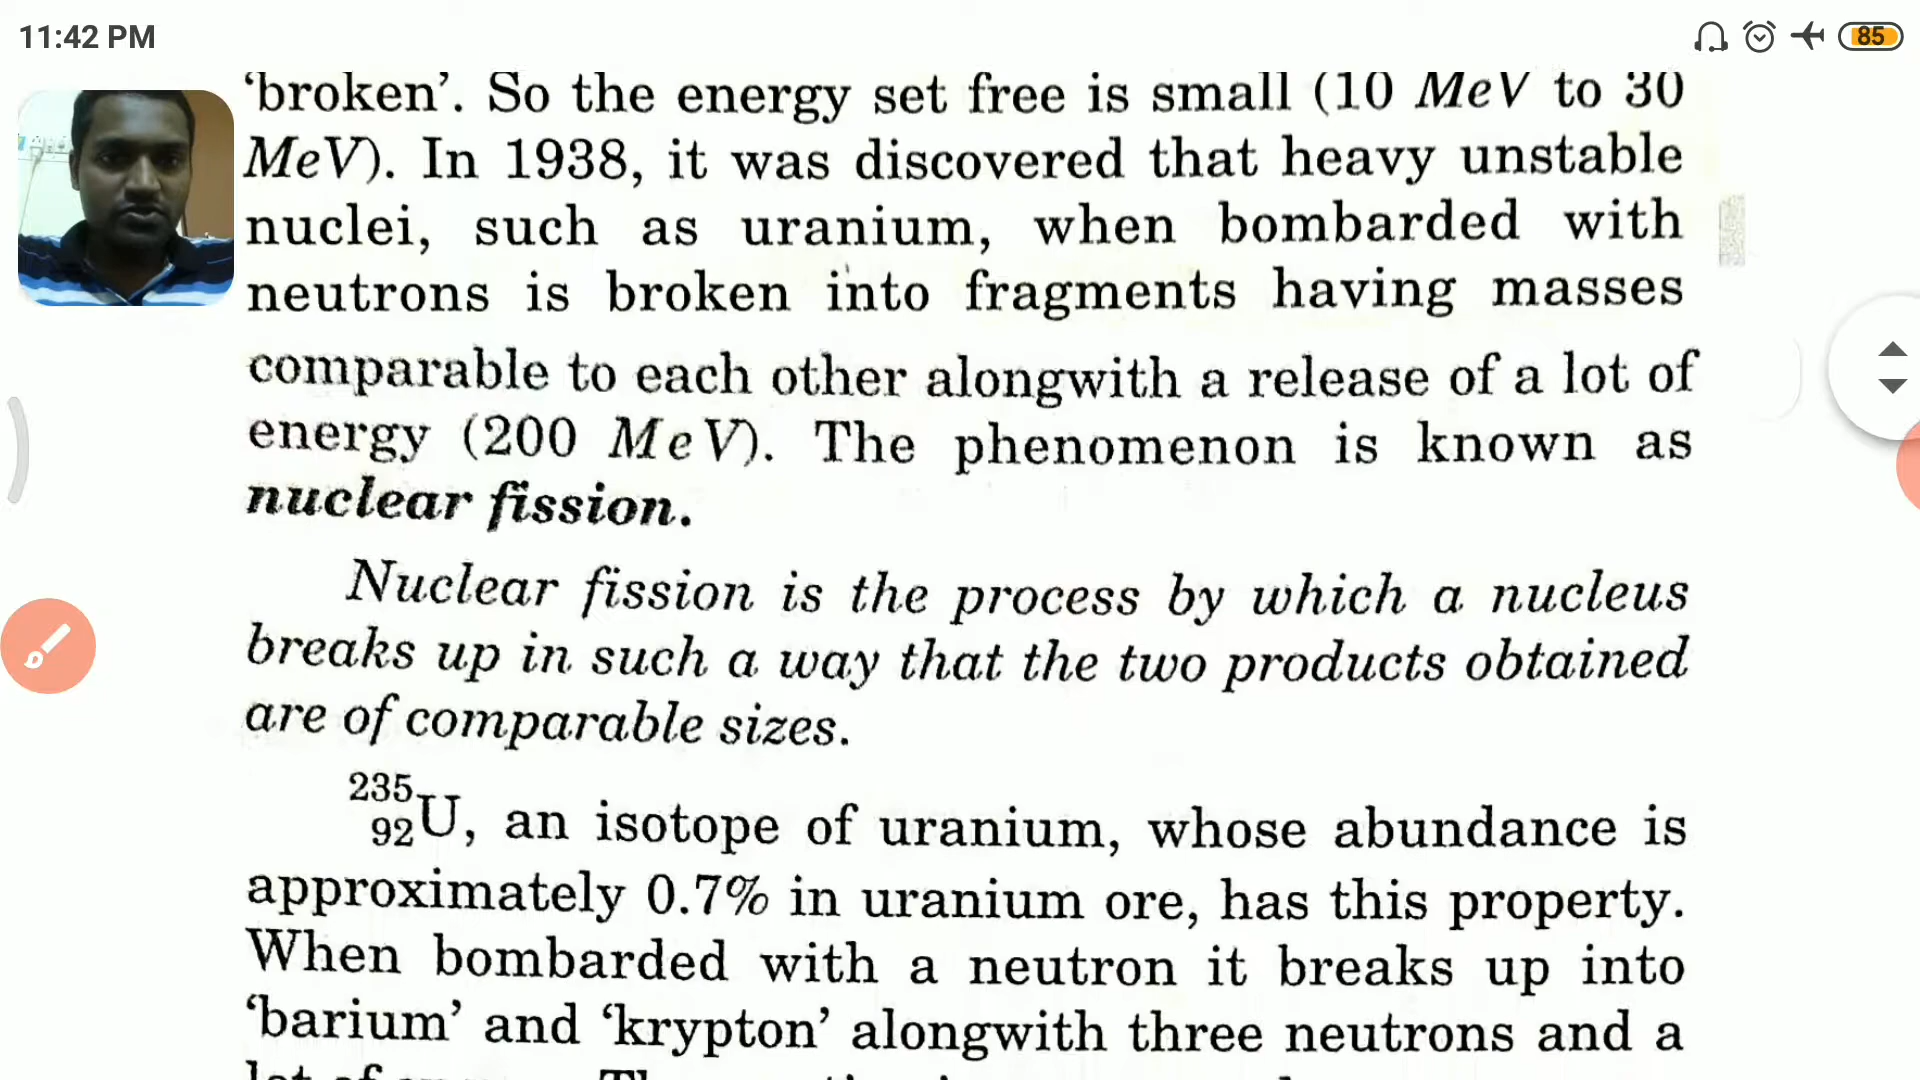 11:42 PM
85
‘broken’. So the energy set free is small (10 MeV to 30
MeV). In 1938, it was discovered that heavy unstable
nuclei, such as uranium, when bombarded with
neutrons is broken into fragments having masses
comparable to each other alongwith a release of a lot of
energy (200 MeV). The phenomenon is known as
nuclear fission.
Nuclear fission is the process by which a nucleus
breaks up in such a way that the two products obtained
are of comparable sizes.
235
92U, an isotope of uranium, whose abundance is
approximately 0.7% in uranium ore, has this property.
When bombarded with a neutron it breaks up into
‘barium’ and ‘krypton’ alongwith three neutrons and a
lot of